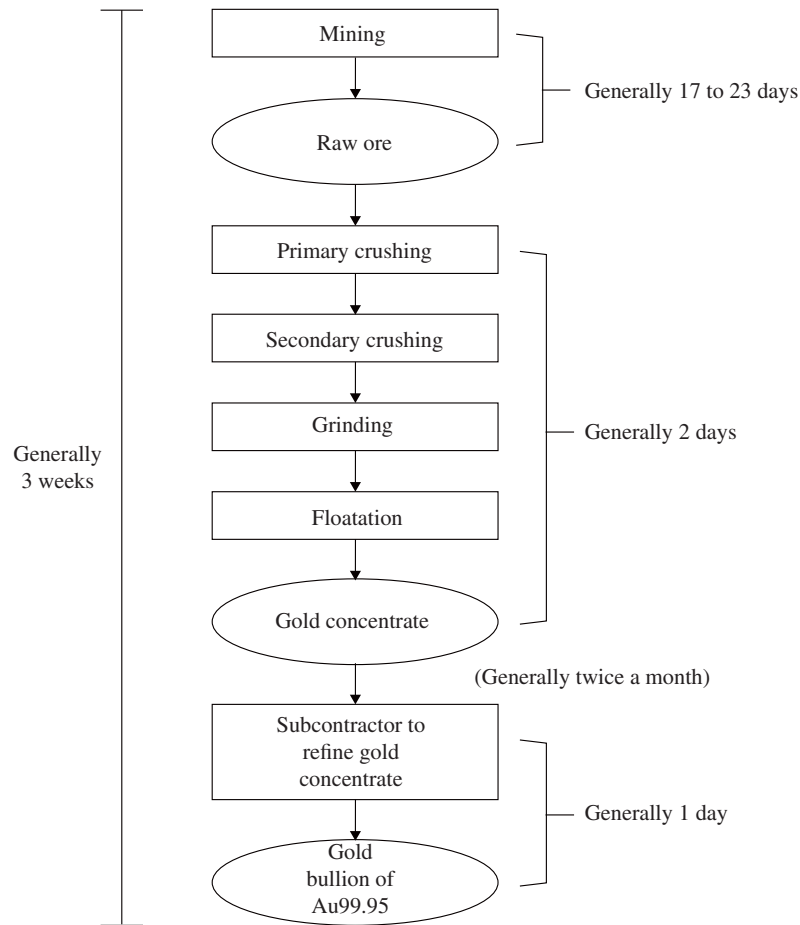 Mining
Generally 17 to 23 days
Raw ore
Primary crushing
Secondary crushing
Grinding
Generally 2 days
Generally
3 weeks
Floatation
Gold concentrate
(Generally twice a month)
Subcontractor to
refine gold
concentrate
Generally 1 day
Gold
bullion of
Au99.95